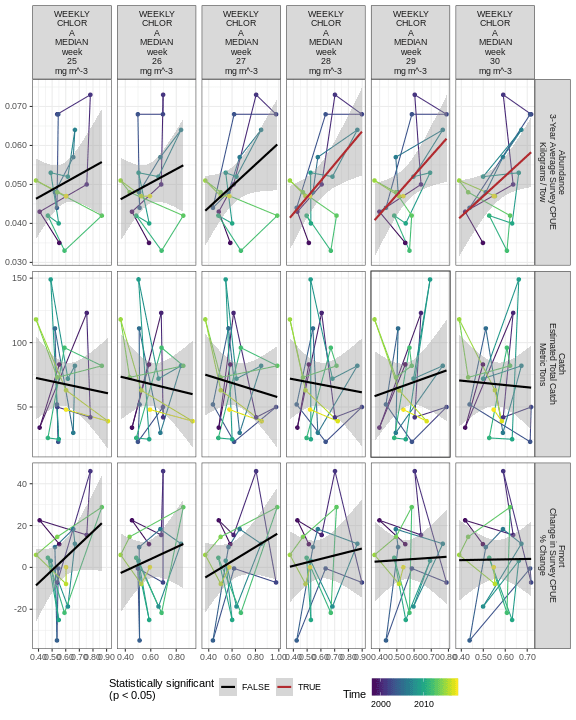 WEEKLY CHLOR A MEDIAN week 25 mg m^-3
WEEKLY CHLOR A MEDIAN week 26 mg m^-3
WEEKLY CHLOR A MEDIAN week 27 mg m^-3
WEEKLY CHLOR A MEDIAN week 28 mg m^-3
WEEKLY CHLOR A MEDIAN week 29 mg m^-3
WEEKLY CHLOR A MEDIAN week 30 mg m^-3
0.070
0.060
0.050
0.040
0.030
Abundance
3-Year Average Survey CPUE
Kilograms / Tow
150
100
50
Catch
Estimated Total Catch
Metric Tons
40
20
0
-20
Fmort
Change in Survey CPUE
% Change
0.40 0.50 0.60 0.70 0.80 0.90
0.40 0.60 0.80
0.40 0.60 0.80 1.00
0.40 0.50 0.60 0.70 0.80 0.90
0.40 0.50 0.60 0.70 0.80
0.40 0.50 0.60 0.70
Statistically significant
(p < 0.05)
FALSE
TRUE
Time
2000
2010